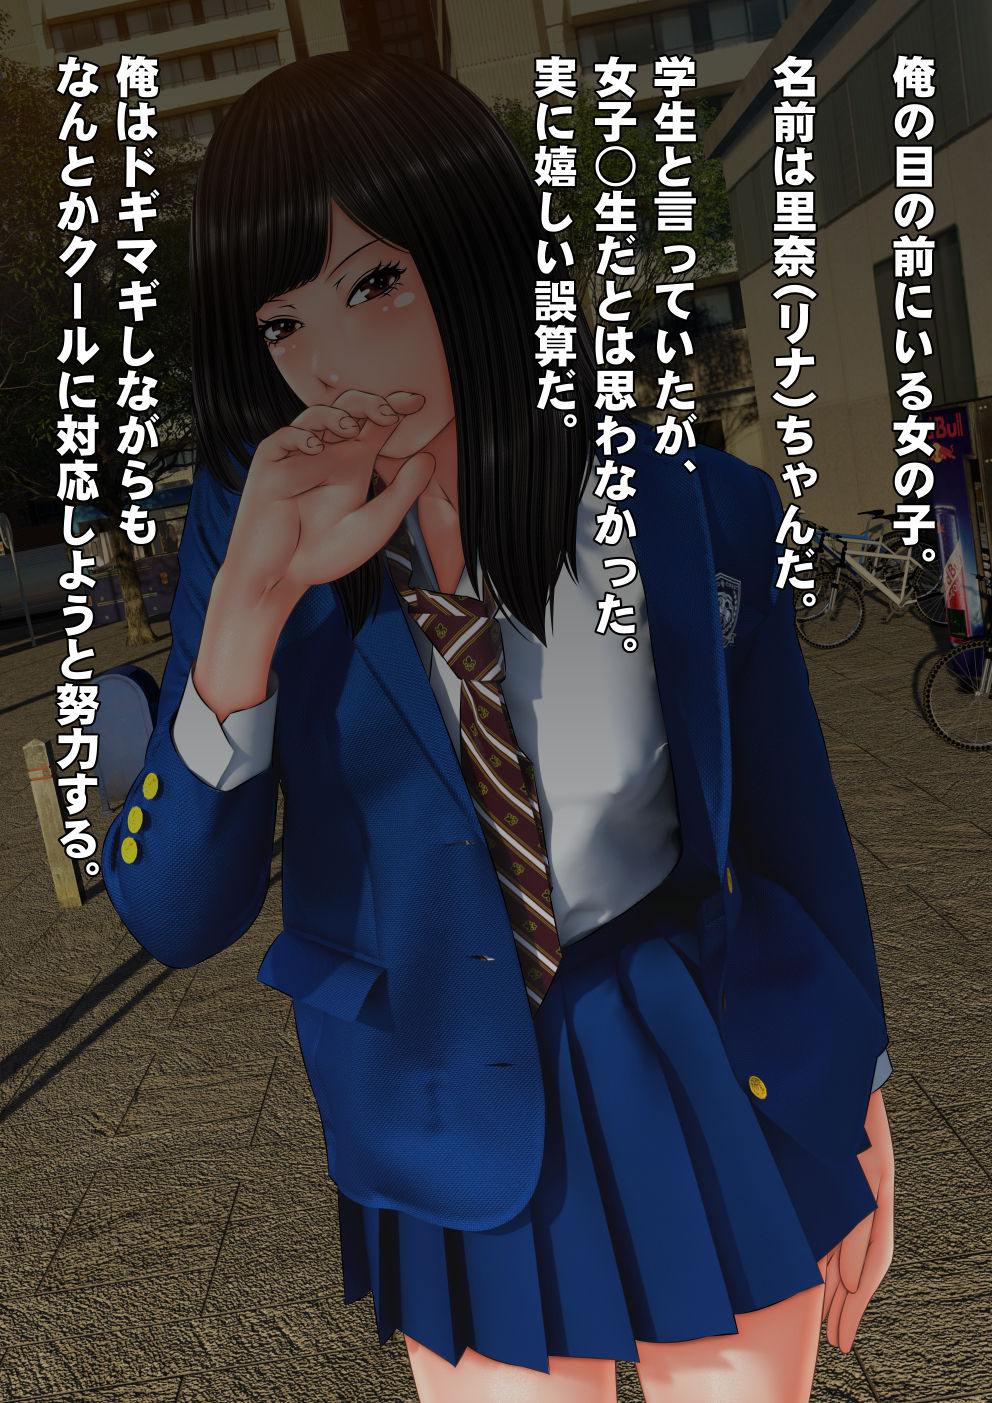 俺の目の前にいる女の子。
名前は里奈（リナ）ちゃんだ。
学生と言っていたが、
女子〇生だとは思わなかった。
実に嬉しい誤算だ。
俺はドギマギしながらも
なんとかクールに対応しようと努力する。
Bull